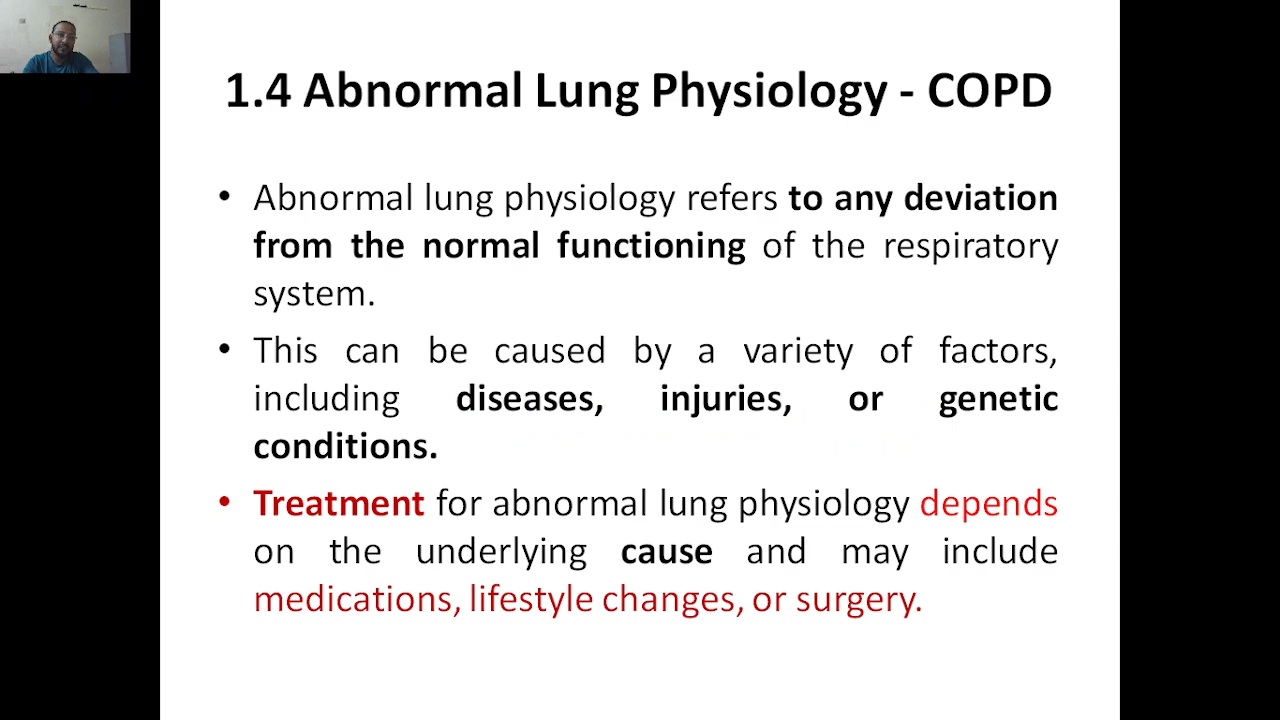 1.4 Abnormal Lung Physiology - COPD
• Abnormal lung physiology refers to any deviation
from the normal functioning of the respiratory
system.
• This can be caused by a variety of factors,
including diseases, injuries, or genetic
conditions.
• Treatment for abnormal lung physiology depends
on the underlying cause and may include
medications, lifestyle changes, or surgery.